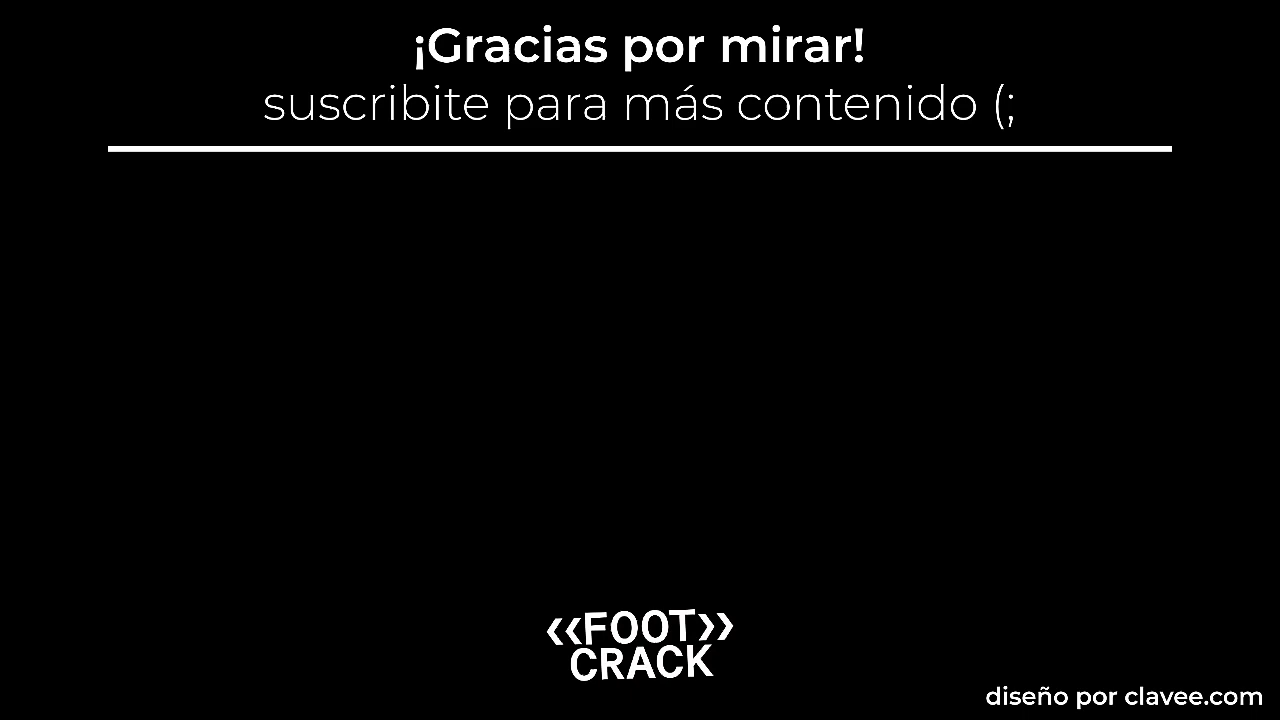 ¡Gracias por mirar!
suscribite para más contenido (;
‹‹FOOT››
CRACK
diseño por clavee.com